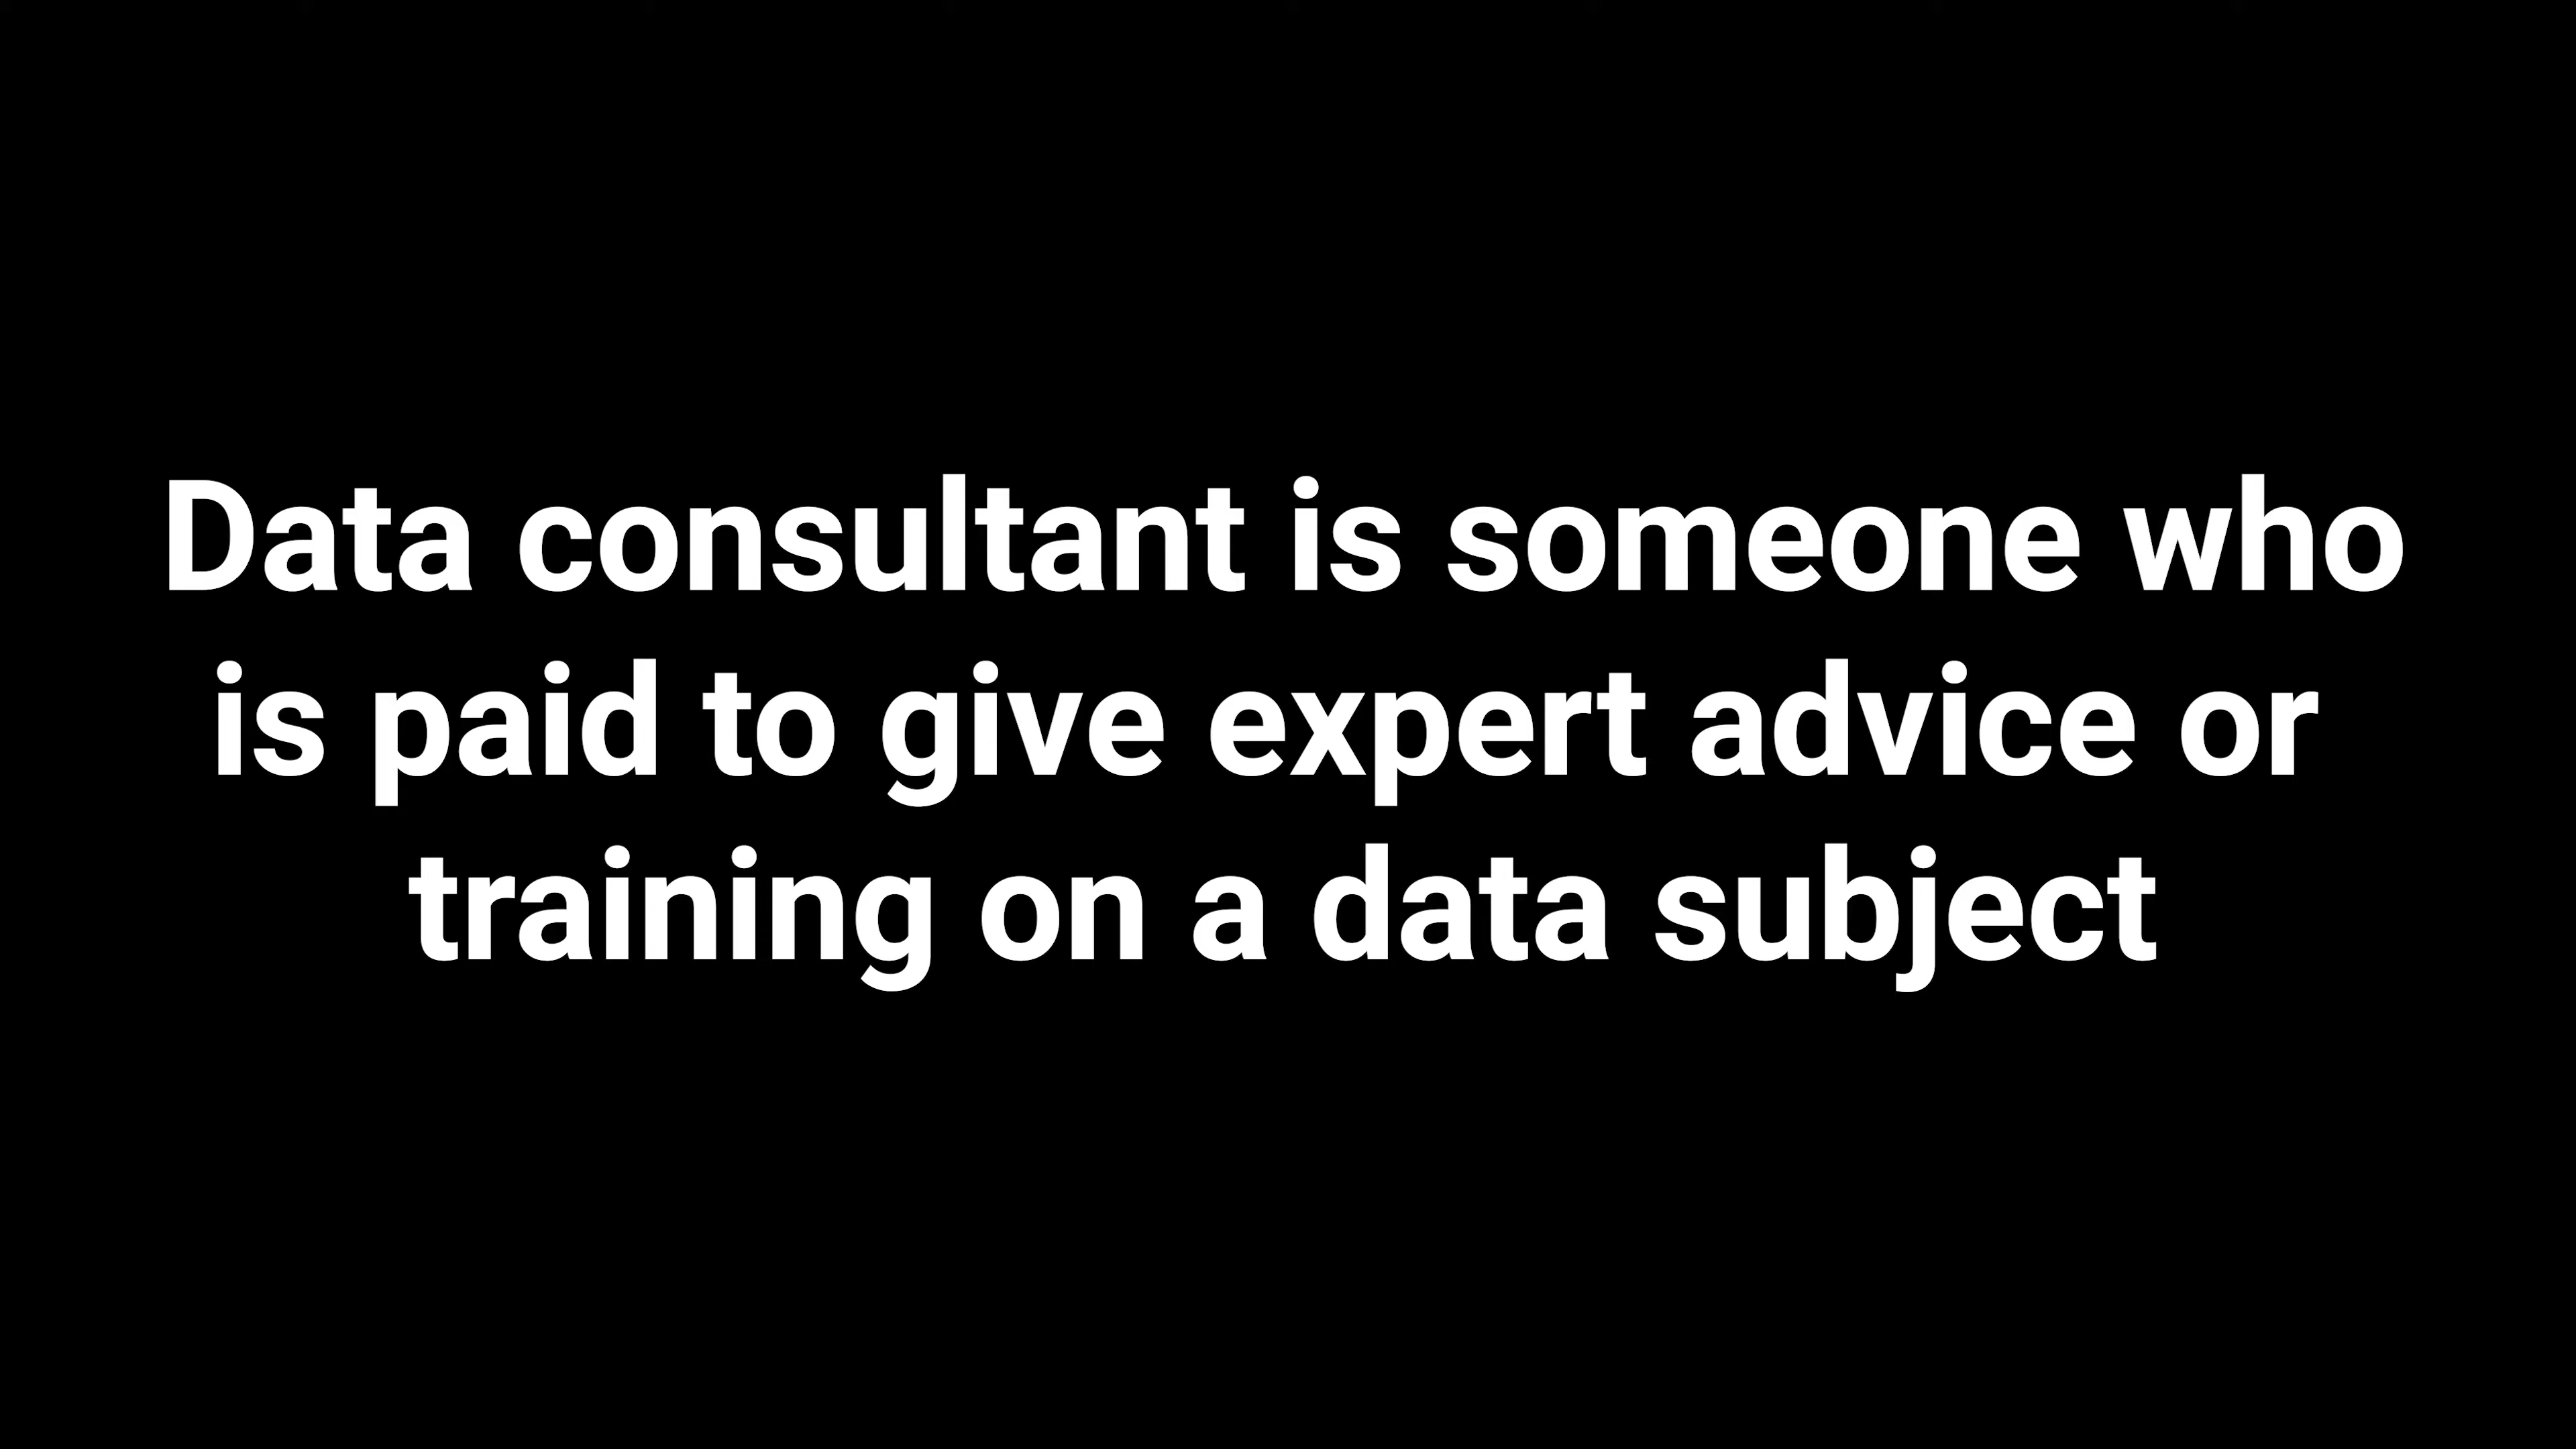 Data consultant is someone who
is paid to give expert advice or
training on a data subject